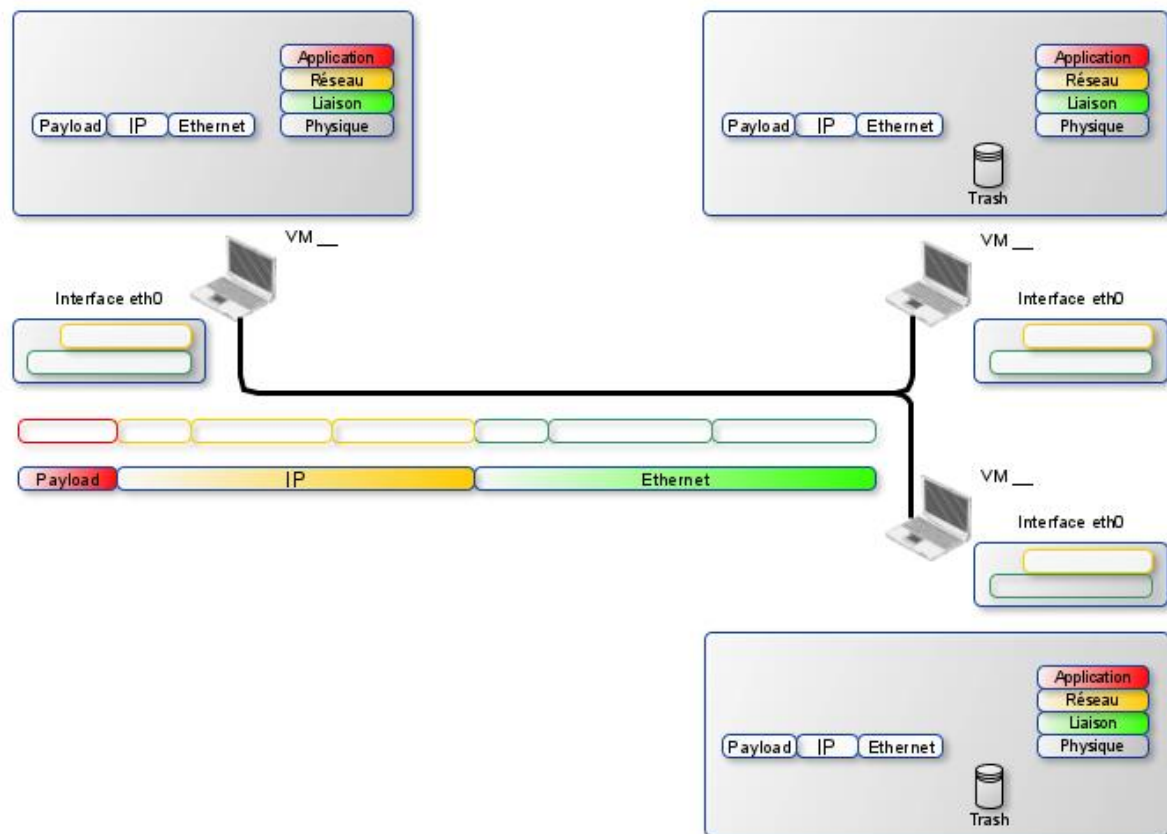 Application
Réseau
Liaison
Payload IP Ethernet Physique
VM __
Interface eth0
Application
Réseau
Liaison
Payload IP Ethernet Physique
Trash
VM __
Interface eth0
Payload IP Ethernet
VM __
Interface eth0
Application
Réseau
Liaison
Payload IP Ethernet Physique
Trash